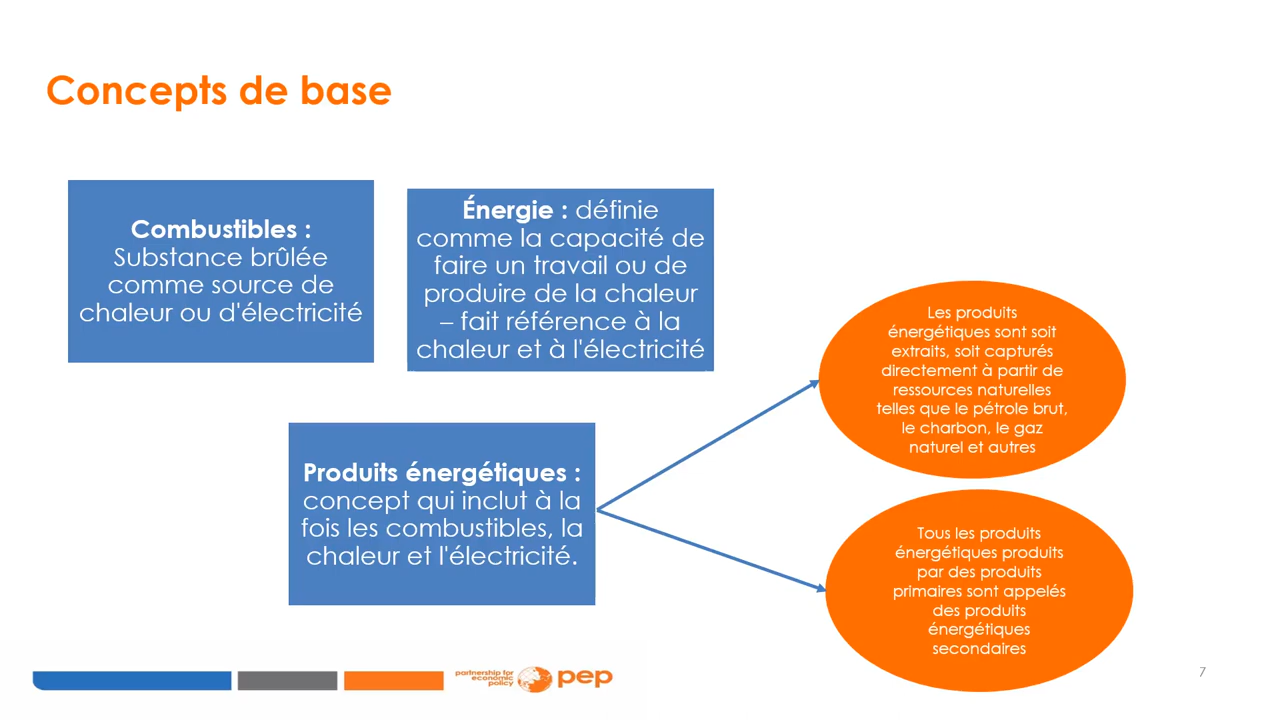 Concepts de base
Combustibles :
Substance brûlée
comme source de
chaleur ou d'électricité
Énergie : définie
comme la capacité de
faire un travail ou de
produire de la chaleur
– fait référence à la
chaleur et à l'électricité
Produits énergétiques :
concept qui inclut à la
fois les combustibles, la
chaleur et l'électricité.
Les produits
énergétiques sont soit
extraits, soit capturés
directement à partir de
ressources naturelles
telles que le pétrole brut,
le charbon, le gaz
naturel et autres
Tous les produits
énergétiques produits
par des produits
primaires sont appelés
des produits
énergétiques
secondaires
partnership for
economic
policy
pep
7